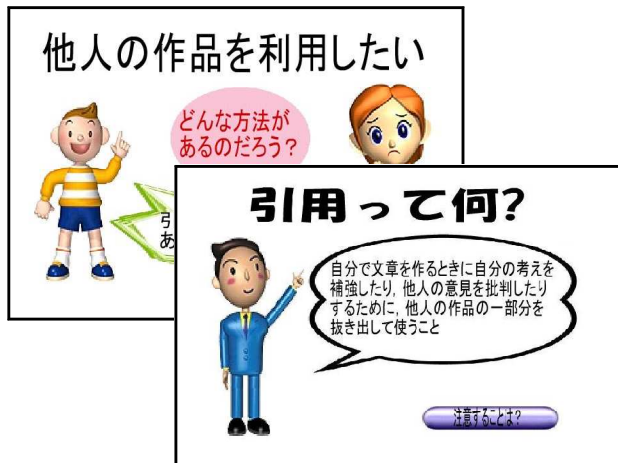 他人の作品を利用したい
どんな方法が
あるのだろう？
引
あ
引用って何?
自分で文章を作るときに自分の考えを
補強したり，他人の意見を批判したり
するために，他人の作品の一部分を
抜き出して使うこと
注意することは？